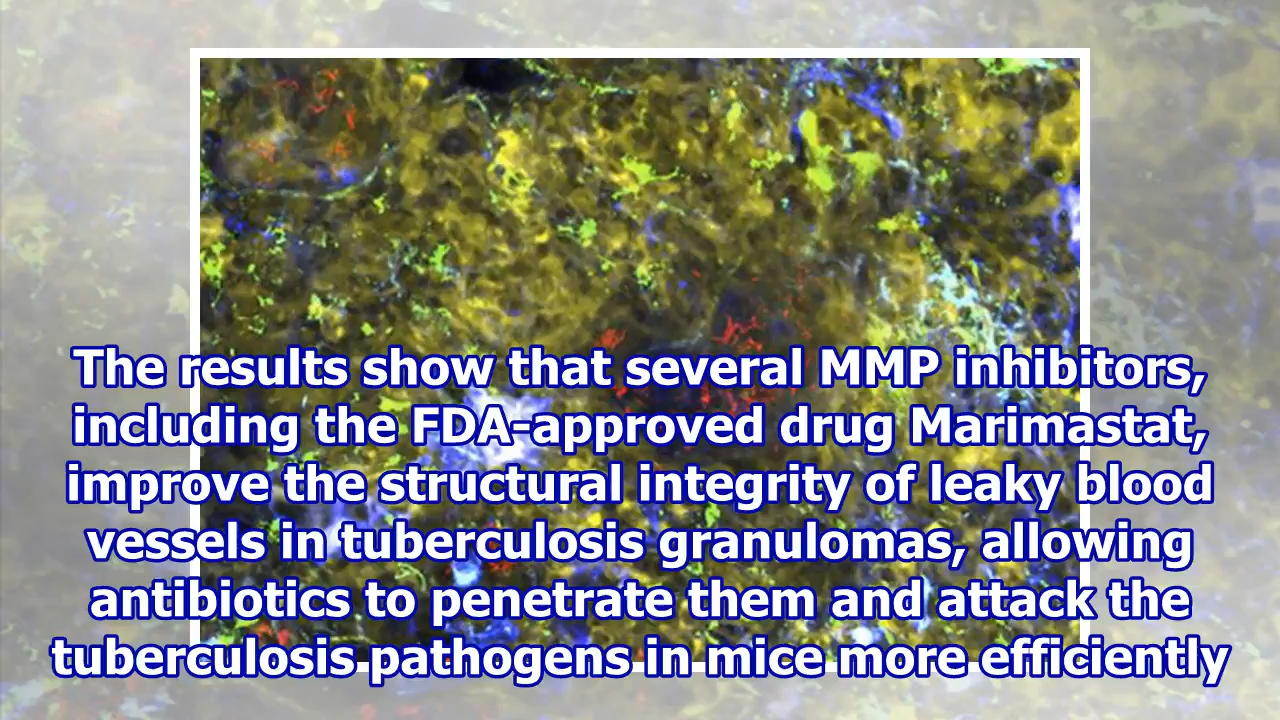 The results show that several MMP inhibitors,
including the FDA-approved drug Marimastat,
improve the structural integrity of leaky blood
vessels in tuberculosis granulomas, allowing
antibiotics to penetrate them and attack the
tuberculosis pathogens in mice more efficiently